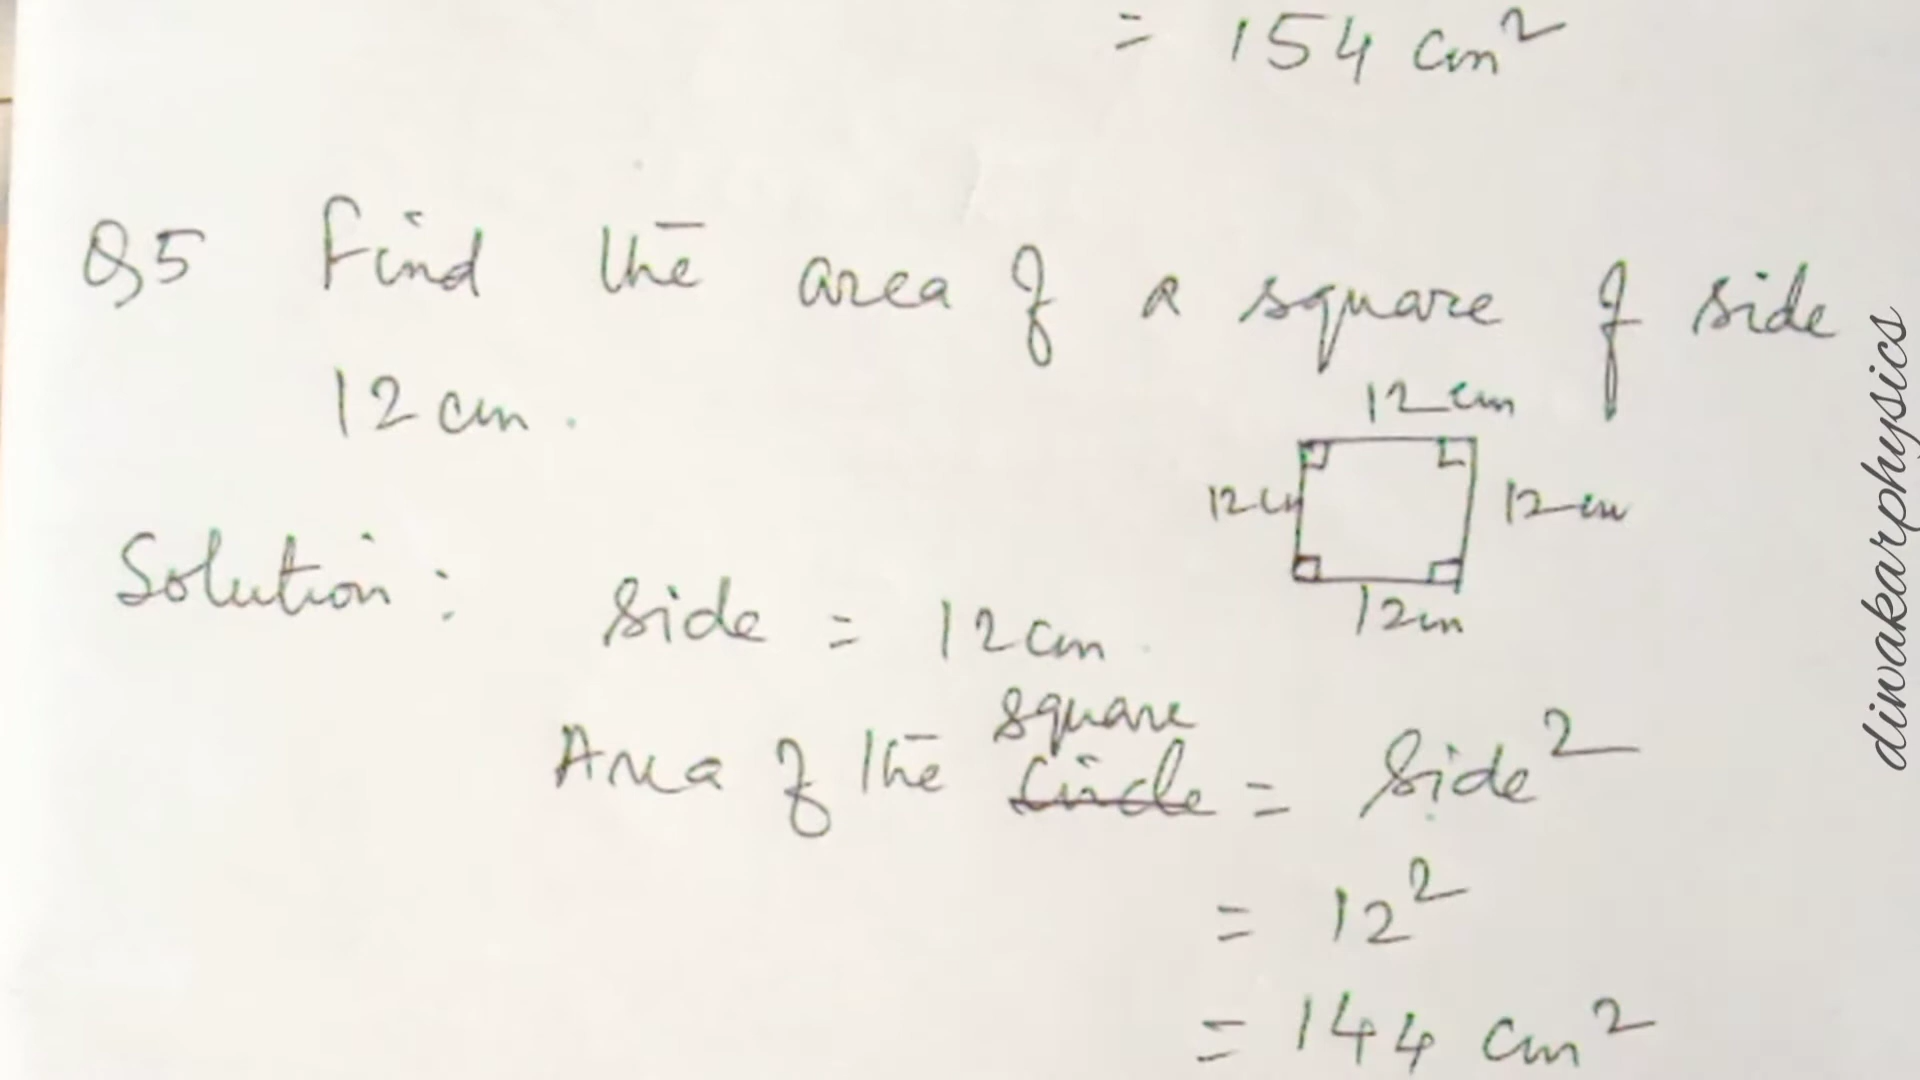 = 154 cm²
Q5 Find the area of a square of side
12 cm.
12 cm
12 cm
12 cm
12 cm
Solution: Side = 12 cm
square
Area of the Circle = Side²
= 12²
= 144 cm²
diwakarphysics